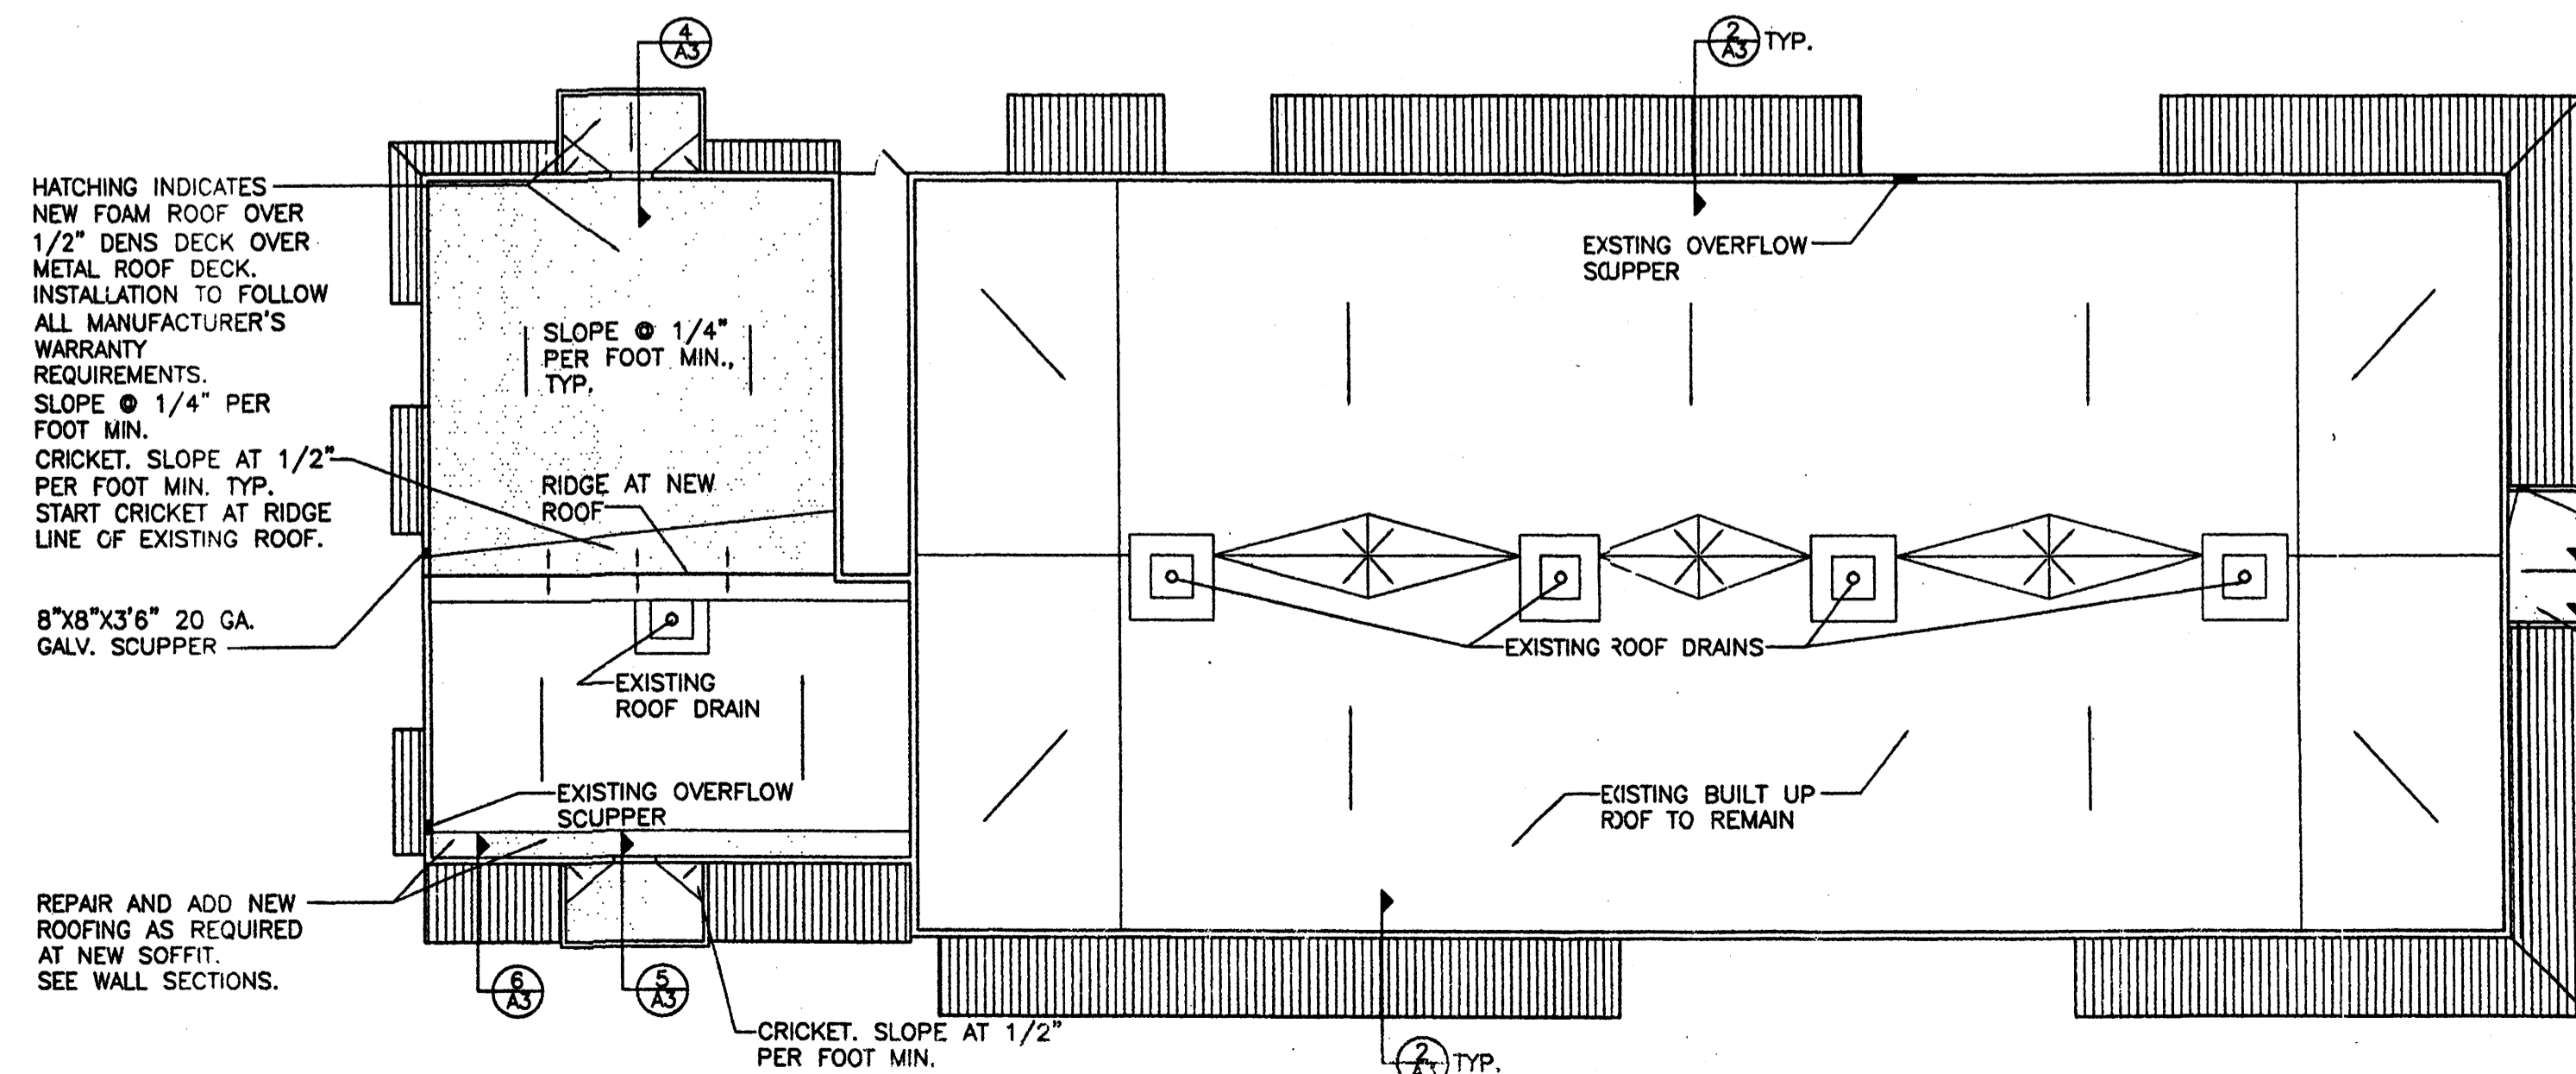 4
A3
2
A3 TYP.
HATCHING INDICATES
NEW FOAM ROOF OVER
1/2" DENS DECK OVER
METAL ROOF DECK.
INSTALLATION TO FOLLOW
ALL MANUFACTURER'S
WARRANTY
REQUIREMENTS.
SLOPE @ 1/4" PER
FOOT MIN.
CRICKET. SLOPE AT 1/2"
PER FOOT MIN. TYP.
START CRICKET AT RIDGE
LINE OF EXISTING ROOF.
8"X8"X3'6" 20 GA.
GALV. SCUPPER
REPAIR AND ADD NEW
ROOFING AS REQUIRED
AT NEW SOFFIT.
SEE WALL SECTIONS.
SLOPE @ 1/4"
PER FOOT MIN.,
TYP.
RIDGE AT NEW
ROOF
EXISTING
ROOF DRAIN
EXISTING OVERFLOW
SCUPPER
EXSTING OVERFLOW
SCUPPER
EXISTING ROOF DRAINS
EXISTING BUILT UP
ROOF TO REMAIN
6
A3
5
A3
CRICKET. SLOPE AT 1/2"
PER FOOT MIN.
2
A3 TYP.